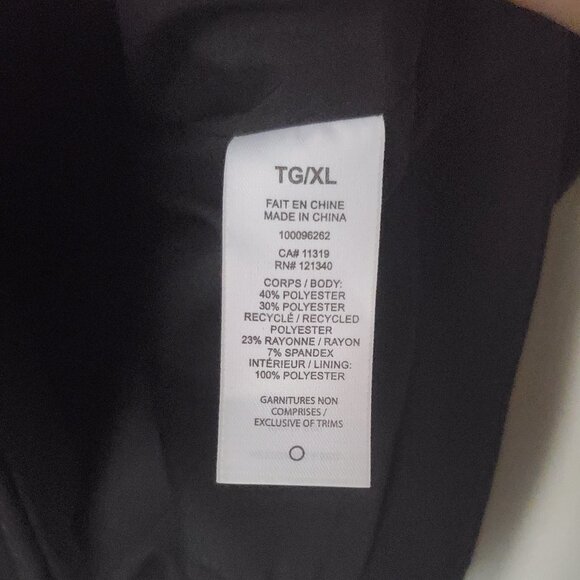 TG/XL
FAIT EN CHINE
MADE IN CHINA
100096262
CA# 11319
RN# 121340
CORPS / BODY:
40% POLYESTER
30% POLYESTER
RECYCLÉ / RECYCLED
POLYESTER
23% RAYONNE / RAYON
7% SPANDEX
INTÉRIEUR / LINING:
100% POLYESTER
GARNITURES NON
COMPRISES /
EXCLUSIVE OF TRIMS